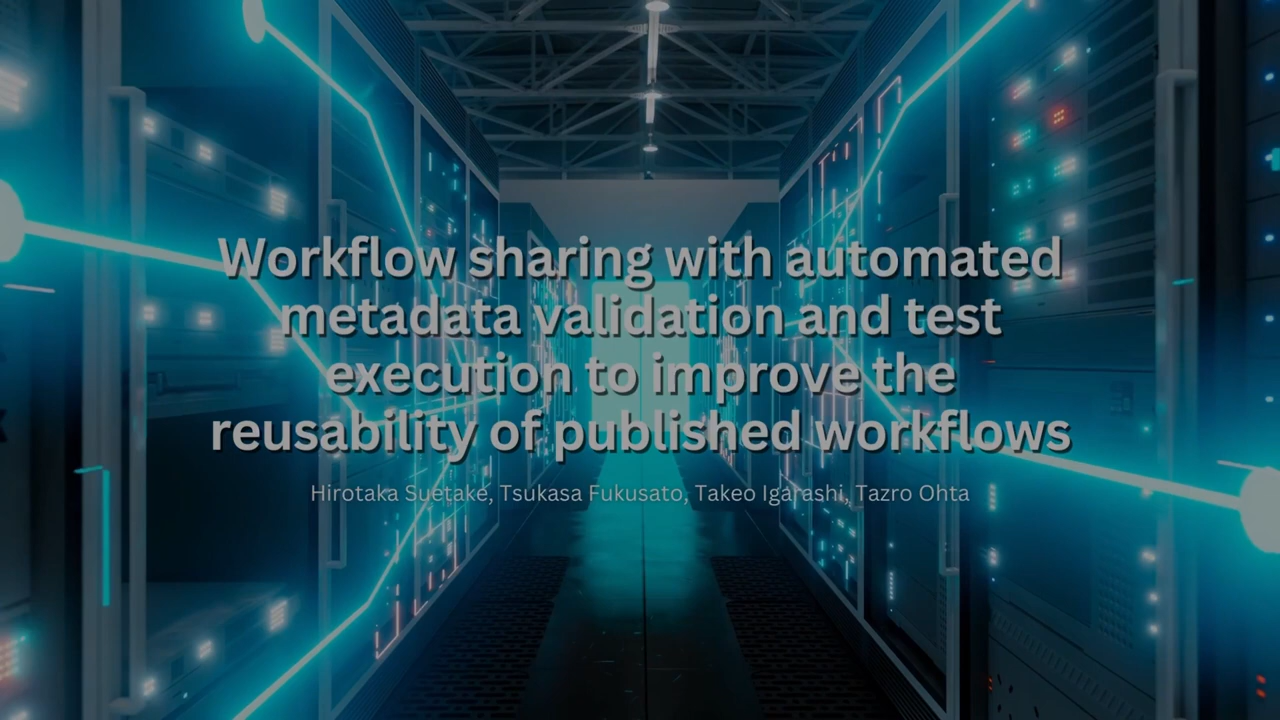 Workflow sharing with automated
metadata validation and test
execution to improve the
reusability of published workflows
Hirotaka Suetake, Tsukasa Fukusato, Takeo Igarashi, Tazro Ohta